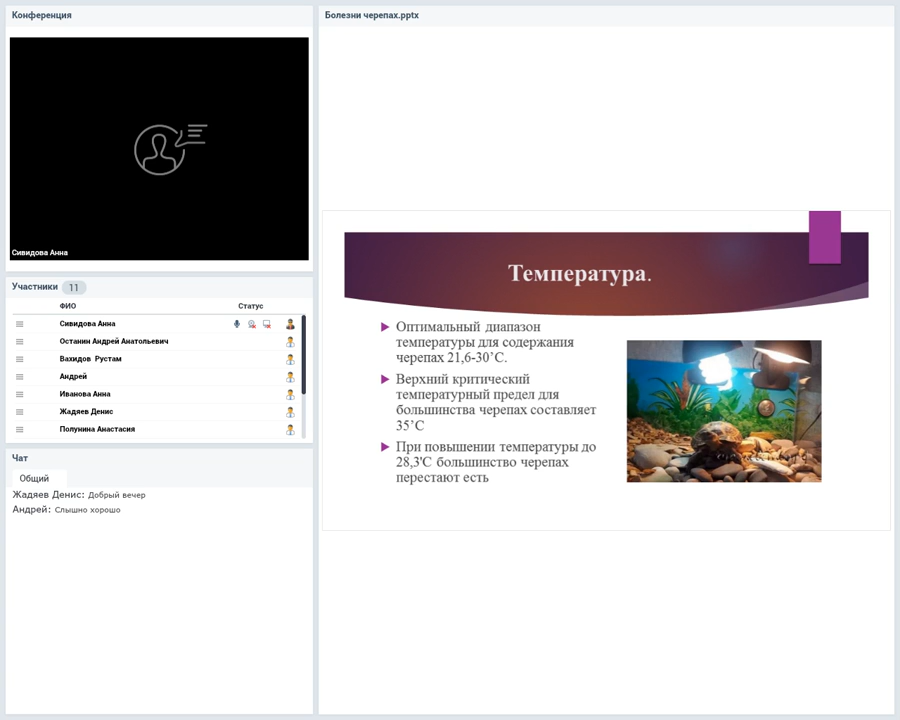 Конференция
Сивидова Анна
Участники 11
ФИО Статус
Сивидова Анна
Останин Андрей Анатольевич
Вахидов Рустам
Андрей
Иванова Анна
Жадяев Денис
Полунина Анастасия
Чат
Общий
Жадяев Денис: Добрый вечер
Андрей: Слышно хорошо
Болезни черепах.pptx
Температура.
Оптимальный диапазон
температуры для содержания
черепах 21,6-30˚С.
Верхний критический
температурный предел для
большинства черепах составляет
35˚С
При повышении температуры до
28,3'С большинство черепах
перестают есть